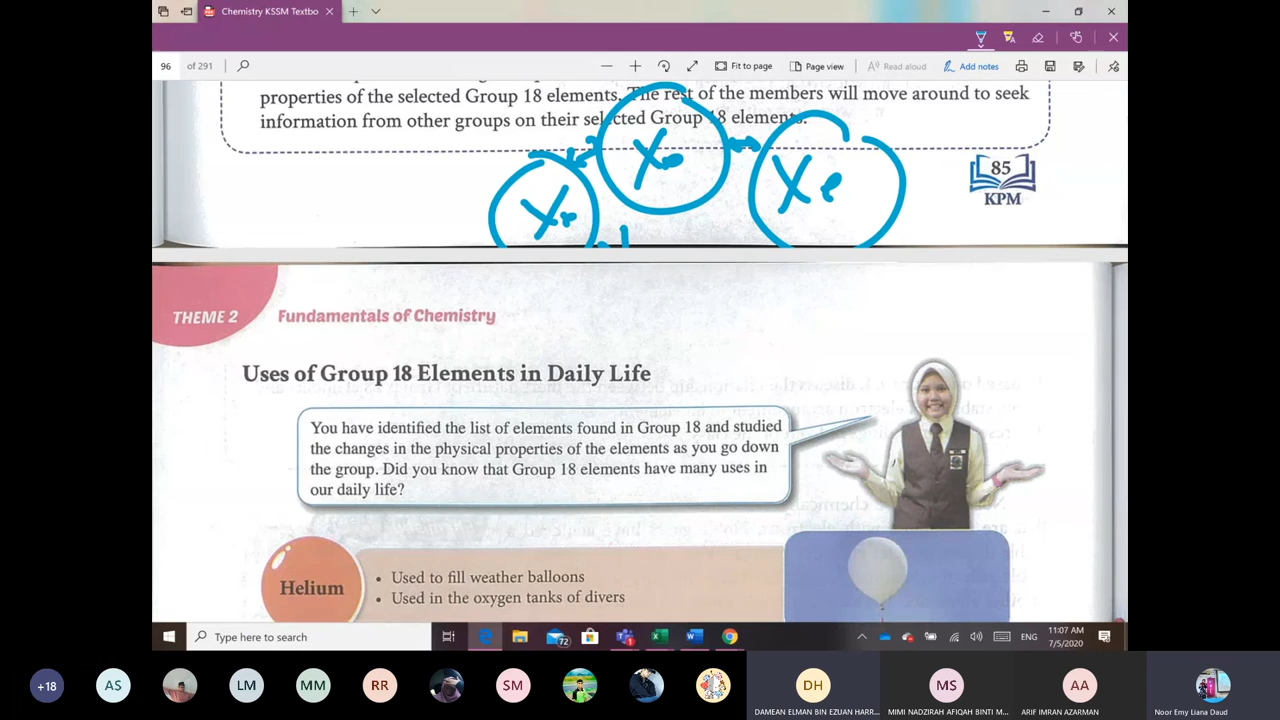 Chemistry KSSM Textbo
96 of 291
Fit to page
Page view
Read aloud
Add notes
properties of the selected Group 18 elements. The rest of the members will move around to seek
information from other groups on their selected Group 18 elements.
Xe
Xe
Xe
85
KPM
THEME 2
Fundamentals of Chemistry
Uses of Group 18 Elements in Daily Life
You have identified the list of elements found in Group 18 and studied
the changes in the physical properties of the elements as you go down
the group. Did you know that Group 18 elements have many uses in
our daily life?
Helium
• Used to fill weather balloons
• Used in the oxygen tanks of divers
Type here to search
72
1
ENG
11:07 AM
7/5/2020
+18
AS
LM
MM
RR
SM
DH
MS
AA
DAMEAN ELMAN BIN EZUAN HARR...
MIMI NADZIRAH AFIQAH BINTI M...
ARIF IMRAN AZARMAN
Noor Emy Liana Daud